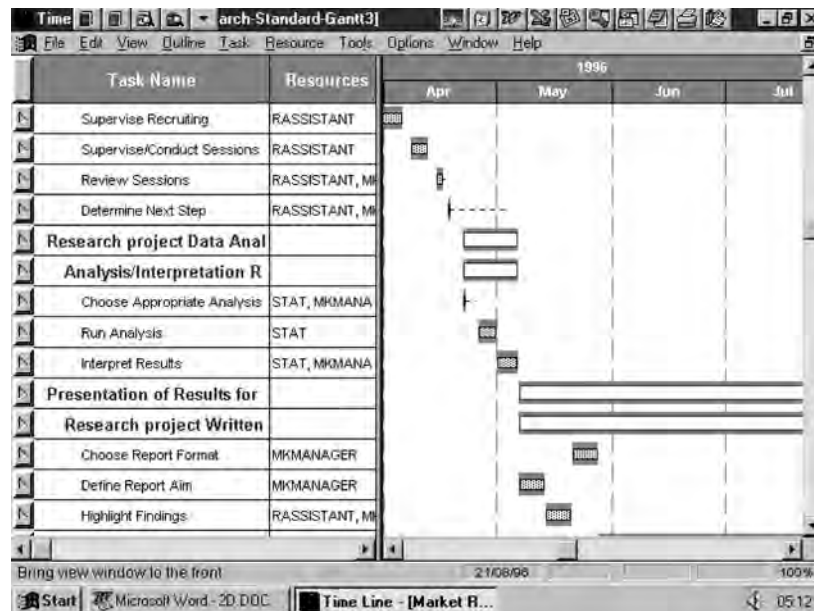 Time arch-Standard-Gantt3]
File Edit View Outline Task Resource Tools Options Window Help
Task Name Resources 1996
Apr May Jun Jul
Supervise Recruiting RASSISTANT
Supervise/Conduct Sessions RASSISTANT
Review Sessions RASSISTANT, MK
Determine Next Step RASSISTANT, MK
Research project Data Anal
Analysis/Interpretation R
Choose Appropriate Analysis STAT, MKMANA
Run Analysis STAT
Interpret Results STAT, MKMANA
Presentation of Results for
Research project Written
Choose Report Format MKMANAGER
Define Report Aim MKMANAGER
Highlight Findings RASSISTANT, MK
Bring view window to the front 21/08/96 100%
Start Microsoft Word - 2D DOC Time Line - [Market R... 05:12